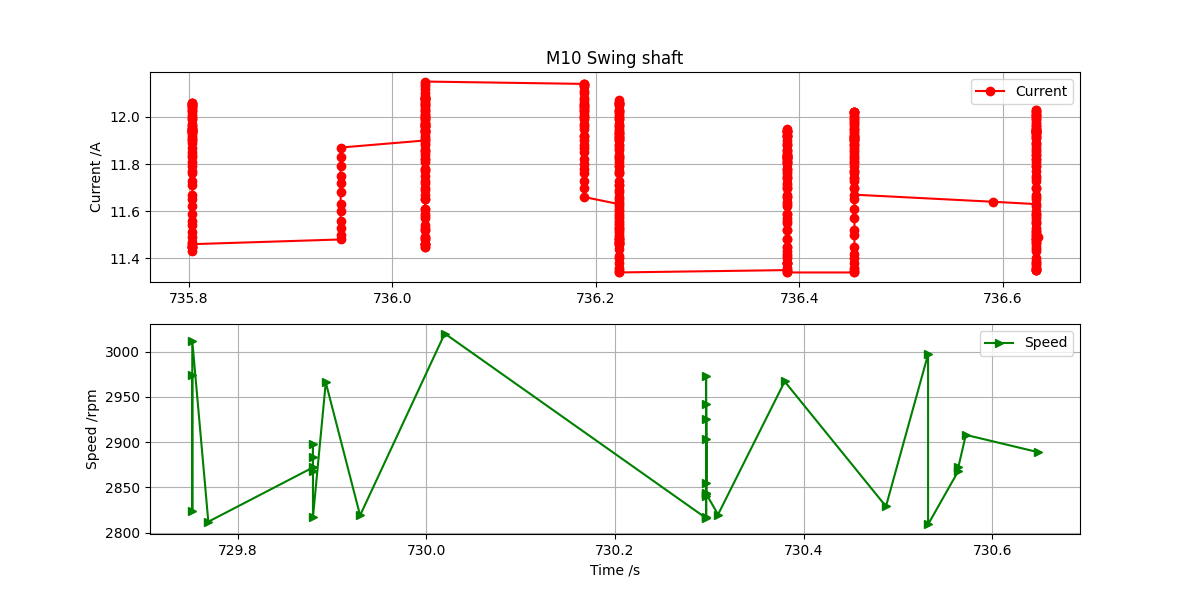 M10 Swing shaft
Current /A
12.0
11.8
11.6
11.4
Current
735.8 736.0 736.2 736.4 736.6
Speed /rpm
3000
2950
2900
2850
2800
Speed
729.8 730.0 730.2 730.4 730.6
Time /s